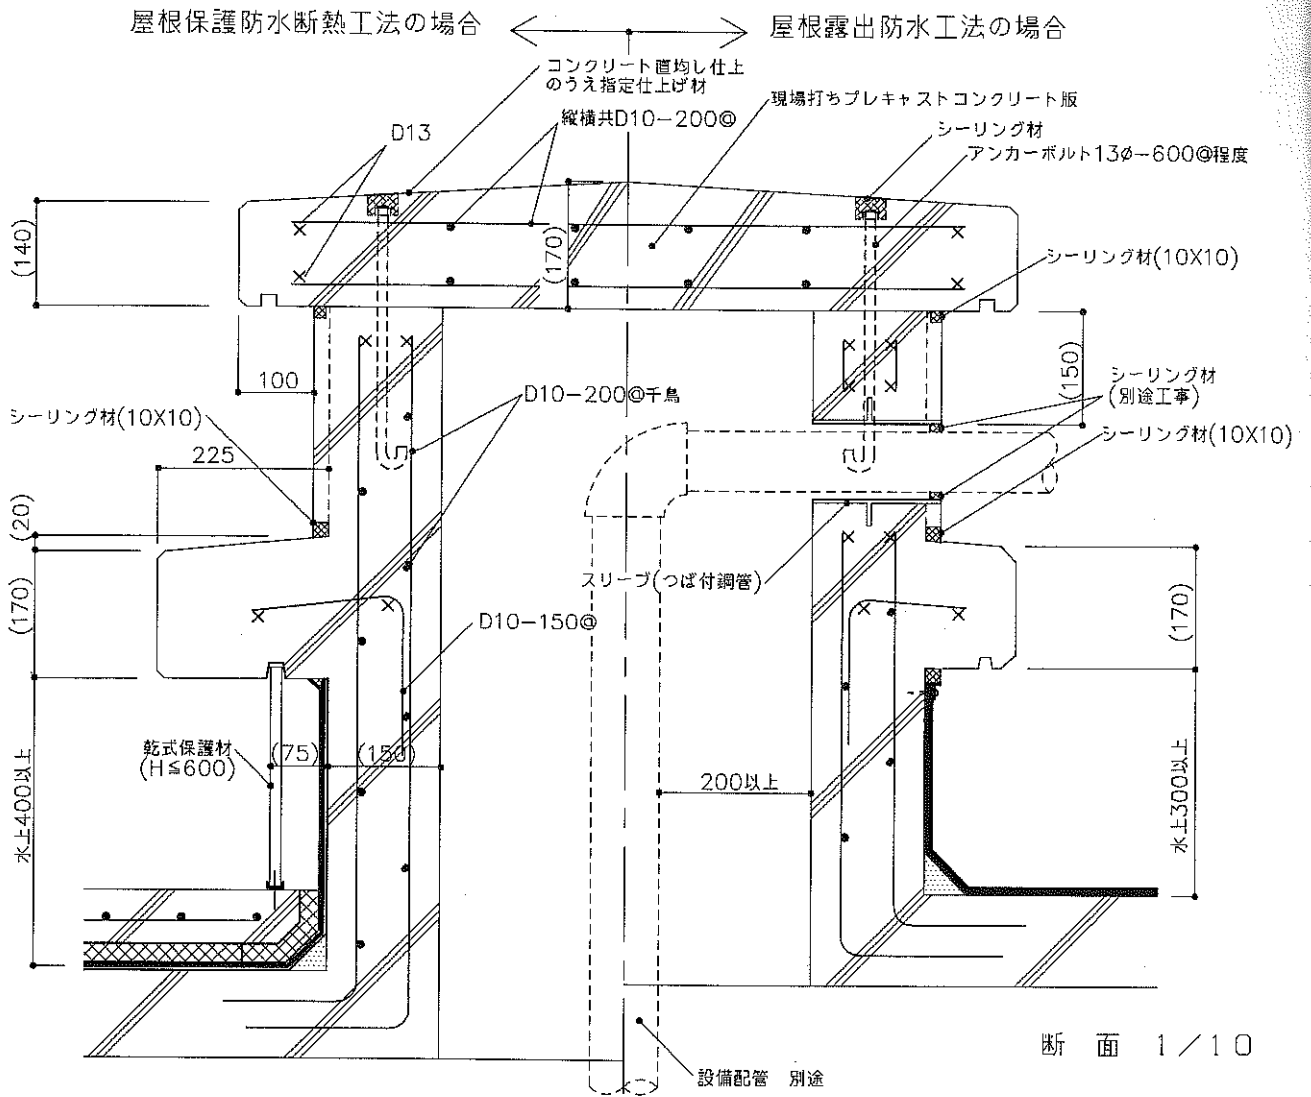 屋根保護防水断熱工法の場合
屋根露出防水工法の場合
コンクリート直均し仕上
のうえ指定仕上げ材
現場打ちプレキャストコンクリート版
縦横共D10-200@
D13
シーリング材
アンカーボルト13φ-600@程度
(140)
(170)
シーリング材(10X10)
100
(150)
シーリング材
(別途工事)
D10-200@千鳥
シーリング材(10X10)
シーリング材(10X10)
225
(20)
スリーブ(つば付鋼管)
(170)
D10-150@
(170)
乾式保護材
(H≦600)
(75)
(150)
200以上
水上400以上
水上300以上
断面 1/10
設備配管 別途